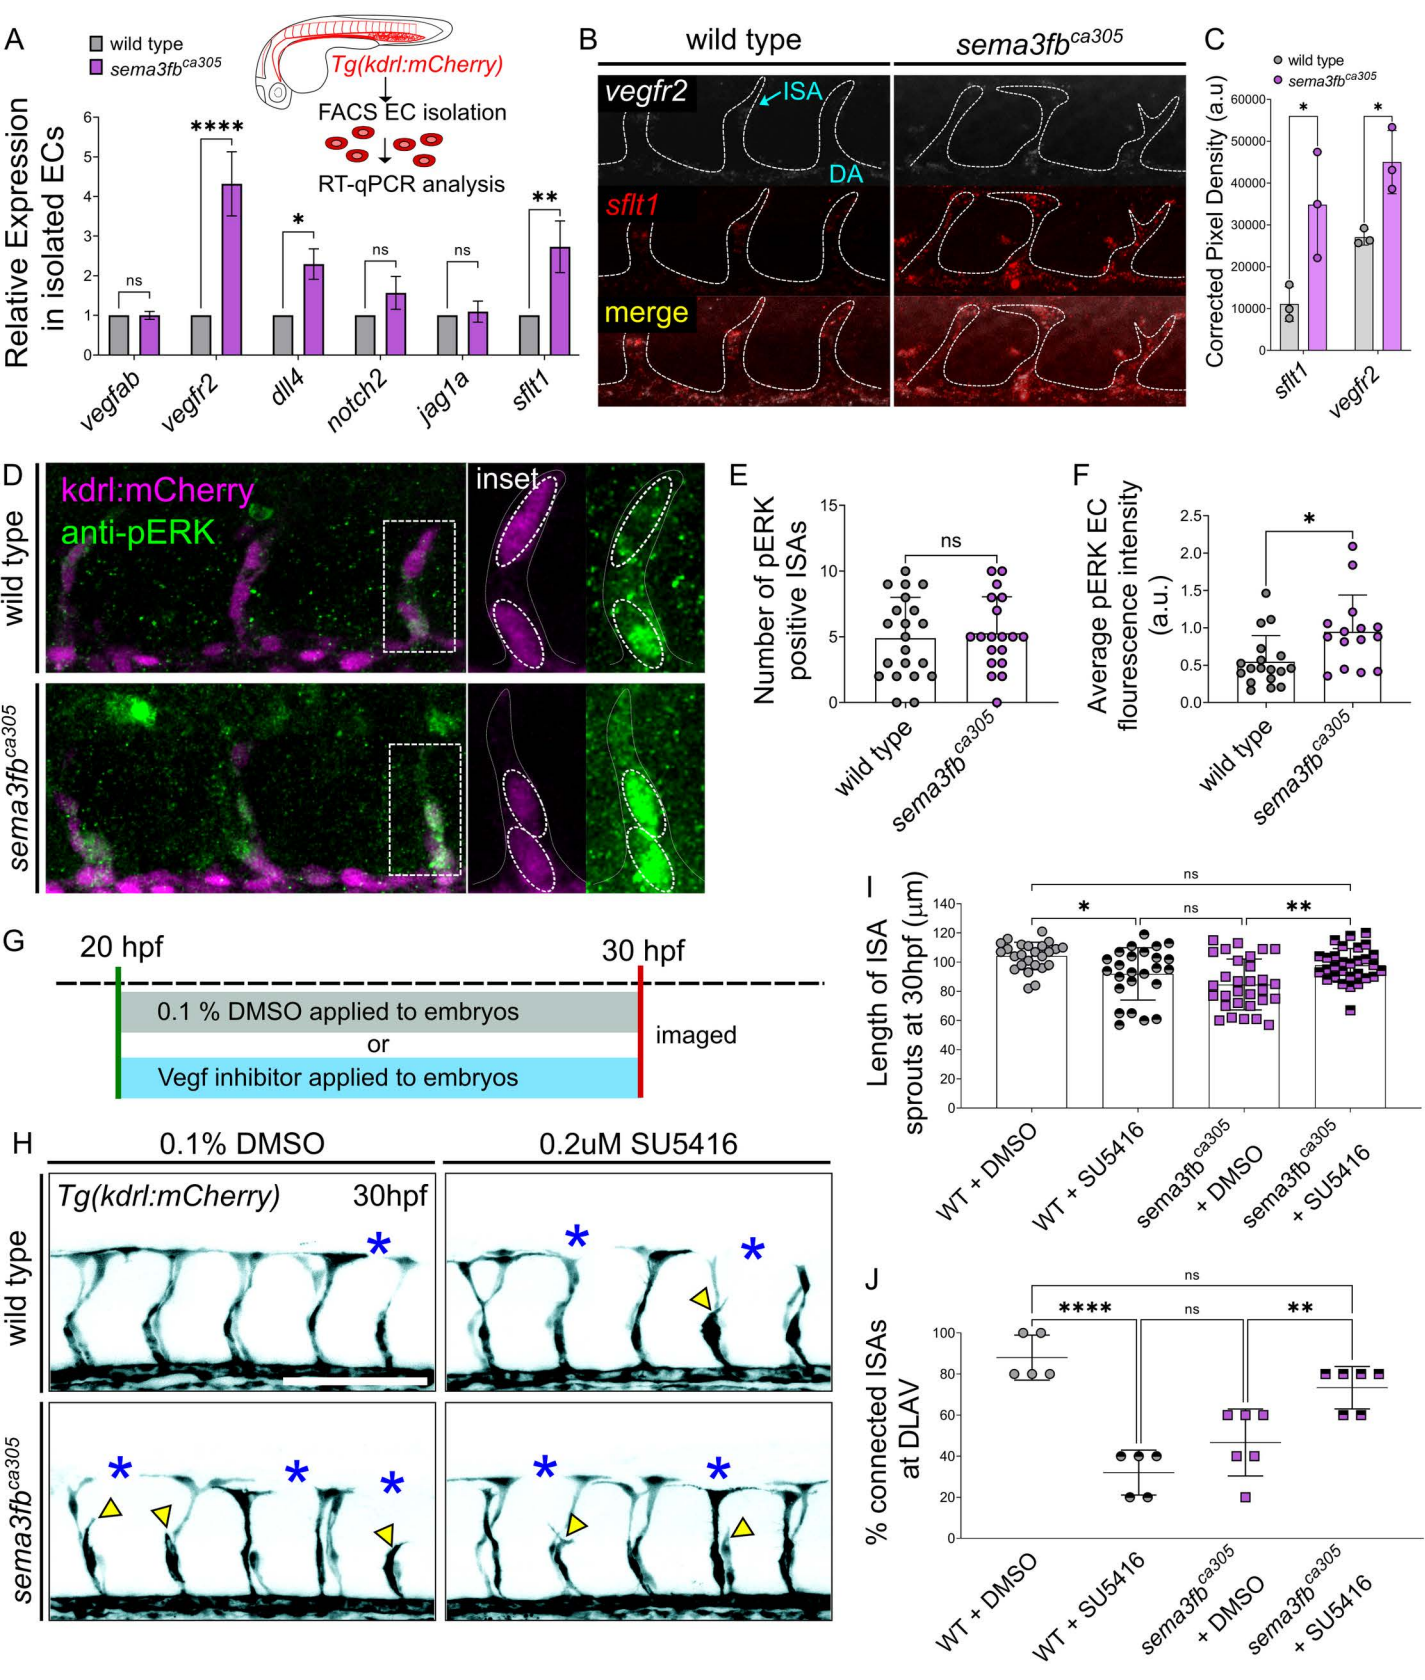 A
wild type
sema3fbca305
Tg(kdrl:mCherry)
FACS EC isolation
RT-qPCR analysis
Relative Expression
in isolated ECs
6
5
4
3
2
1
0
ns
****
*
ns
ns
**
vegfab
vegfr2
dll4
notch2
jag1a
sflt1
B
wild type
sema3fbca305
vegfr2
ISA
DA
sflt1
merge
C
wild type
sema3fbca305
Corrected Pixel Density (a.u)
60000
50000
40000
30000
20000
10000
0
*
*
sflt1
vegfr2
D
wild type
sema3fbca305
kdrl:mCherry
anti-pERK
inset
E
Number of pERK
positive ISAs
15
10
5
0
ns
wild type
sema3fbca305
F
Average pERK EC
flourescence intensity
(a.u.)
2.5
2.0
1.5
1.0
0.5
0.0
*
wild type
sema3fbca305
G
20 hpf
30 hpf
0.1 % DMSO applied to embryos
or
Vegf inhibitor applied to embryos
imaged
H
0.1% DMSO
0.2uM SU5416
wild type
sema3fbca305
Tg(kdrl:mCherry)
30hpf
*
*
*
*
*
*
*
*
I
Length of ISA
sprouts at 30hpf (μm)
140
120
100
80
60
40
20
0
ns
*
ns
**
WT + DMSO
WT + SU5416
sema3fbca305
+ DMSO
sema3fbca305
+ SU5416
J
% connected ISAs
at DLAV
100
80
60
40
20
0
ns
****
ns
**
WT + DMSO
WT + SU5416
sema3fbca305
+ DMSO
sema3fbca305
+ SU5416